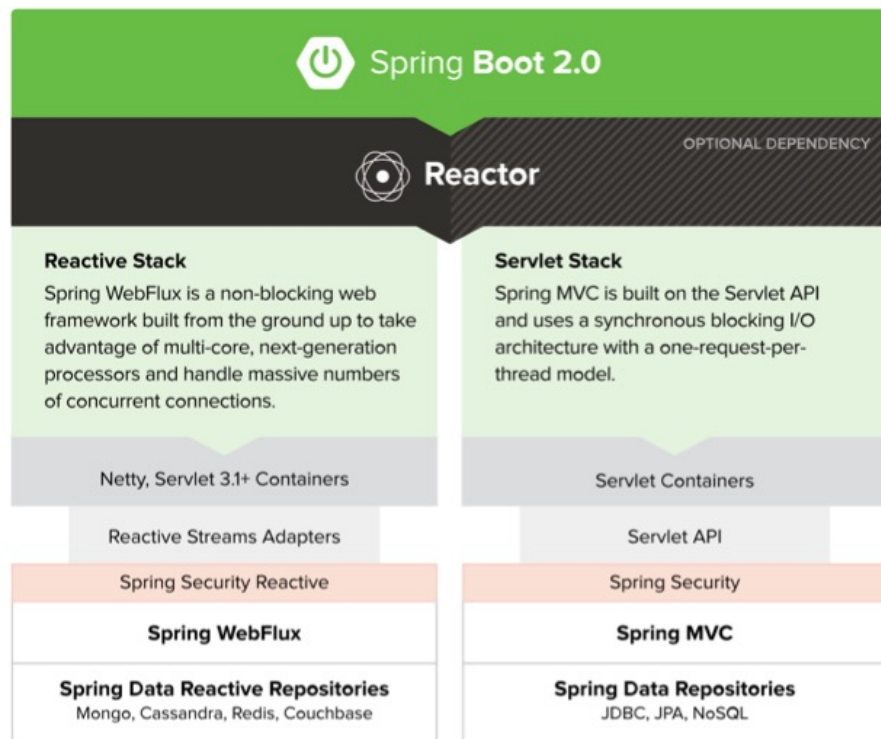 Spring Boot 2.0
OPTIONAL DEPENDENCY
Reactor
Reactive Stack
Spring WebFlux is a non-blocking web
framework built from the ground up to take
advantage of multi-core, next-generation
processors and handle massive numbers
of concurrent connections.
Netty, Servlet 3.1+ Containers
Reactive Streams Adapters
Spring Security Reactive
Spring WebFlux
Spring Data Reactive Repositories
Mongo, Cassandra, Redis, Couchbase
Servlet Stack
Spring MVC is built on the Servlet API
and uses a synchronous blocking I/O
architecture with a one-request-per-
thread model.
Servlet Containers
Servlet API
Spring Security
Spring MVC
Spring Data Repositories
JDBC, JPA, NoSQL